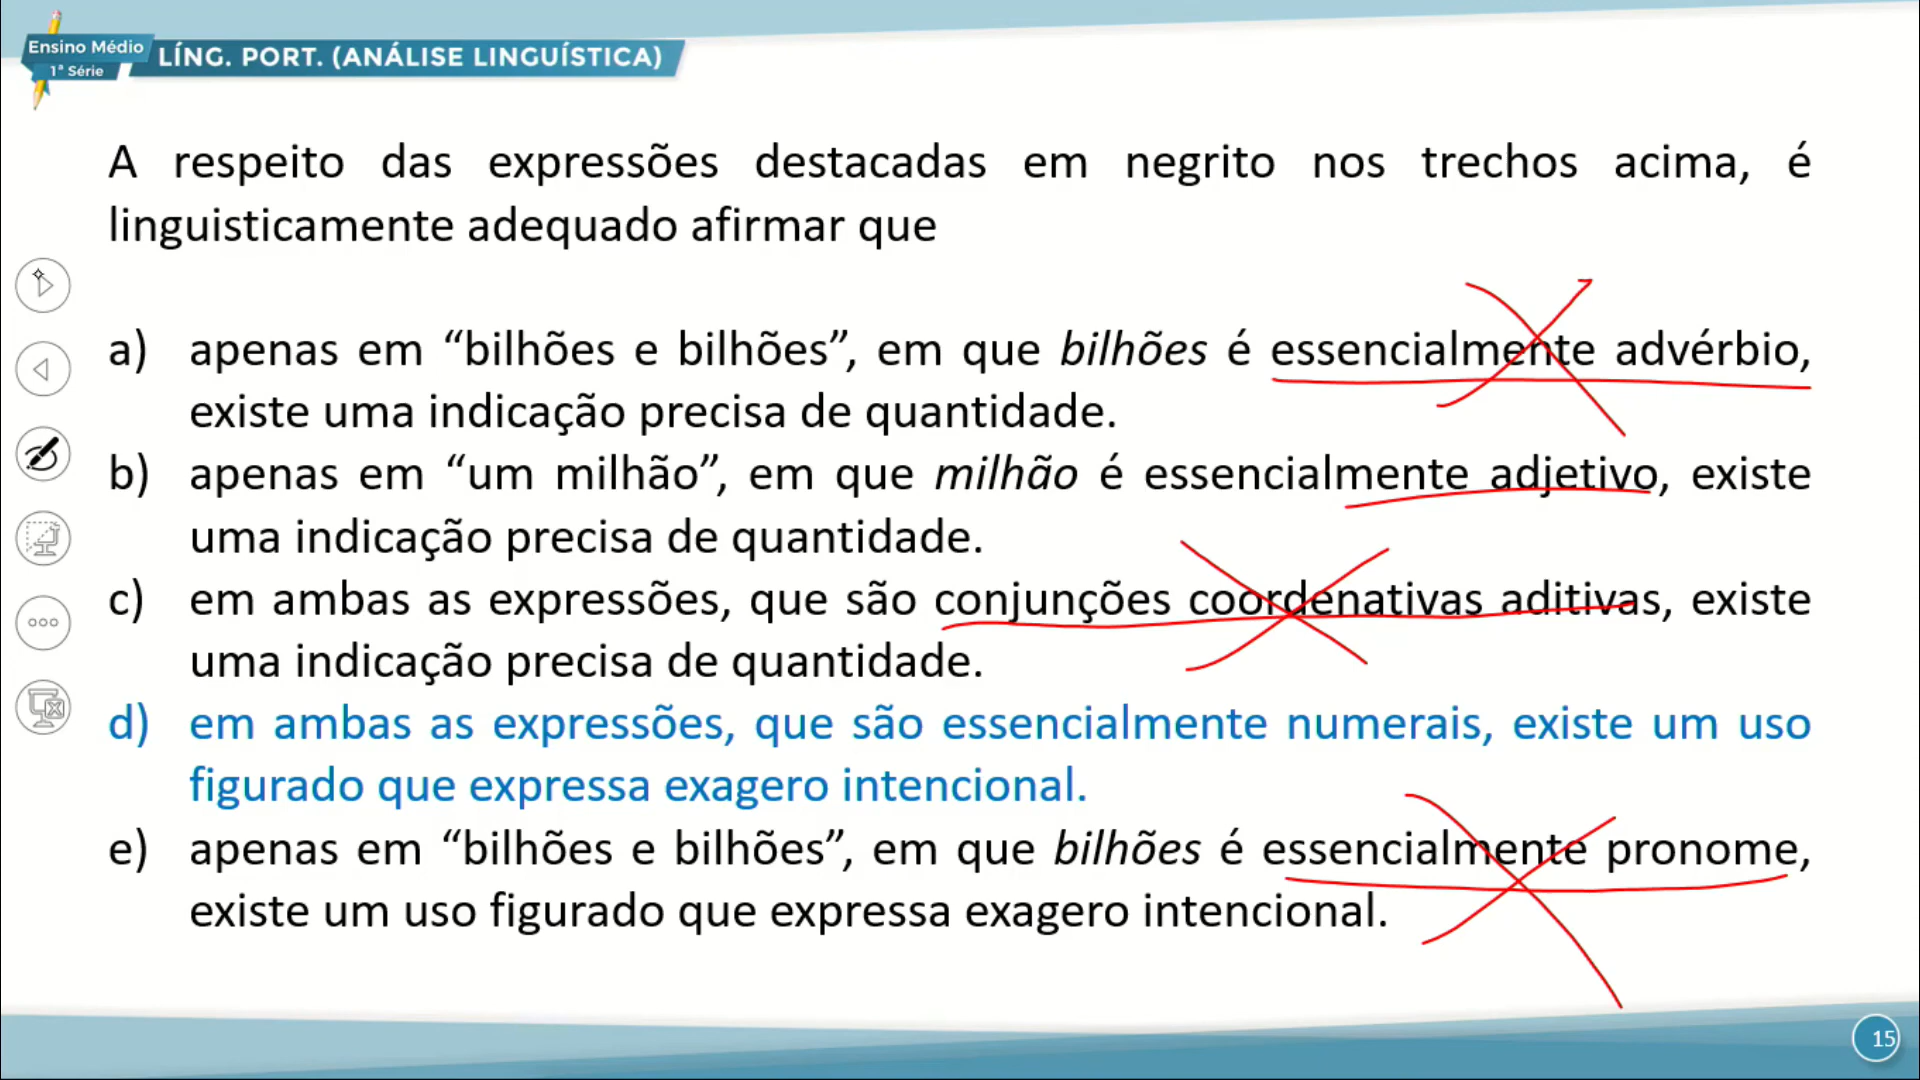 Ensino Médio
1ª Série
LÍNG. PORT. (ANÁLISE LINGUÍSTICA)
A respeito das expressões destacadas em negrito nos trechos acima, é
linguisticamente adequado afirmar que
a) apenas em “bilhões e bilhões”, em que bilhões é essencialmente advérbio,
existe uma indicação precisa de quantidade.
b) apenas em “um milhão”, em que milhão é essencialmente adjetivo, existe
uma indicação precisa de quantidade.
c) em ambas as expressões, que são conjunções coordenativas aditivas, existe
uma indicação precisa de quantidade.
d) em ambas as expressões, que são essencialmente numerais, existe um uso
figurado que expressa exagero intencional.
e) apenas em “bilhões e bilhões”, em que bilhões é essencialmente pronome,
existe um uso figurado que expressa exagero intencional.
15